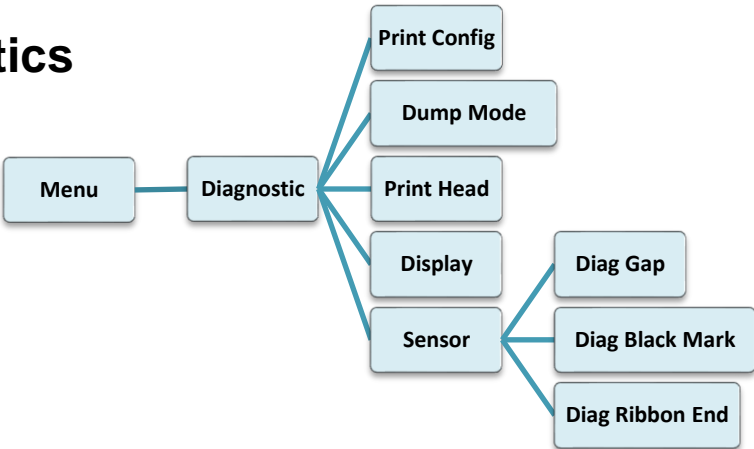 tics
Print Config
Dump Mode
Menu
Diagnostic
Print Head
Display
Diag Gap
Sensor
Diag Black Mark
Diag Ribbon End